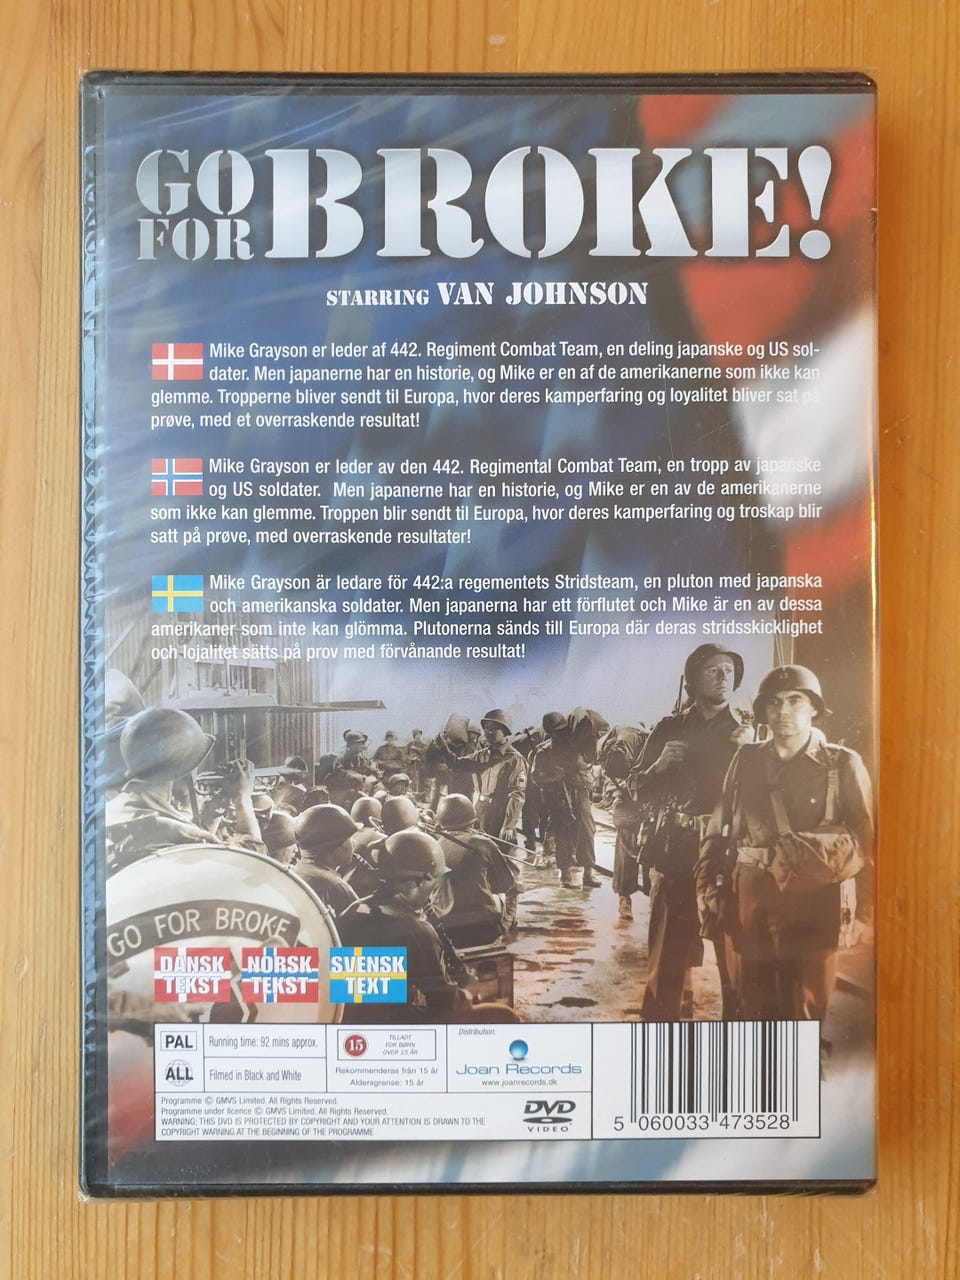 GO
FOR
BROKE!
STARRING VAN JOHNSON
Mike Grayson er leder af 442. Regiment Combat Team, en deling japanske og US sol-
dater. Men japanerne har en historie, og Mike er en af de amerikanerne som ikke kan
glemme. Tropperne bliver sendt til Europa, hvor deres kamperfaring og loyalitet bliver sat på
prøve, med et overraskende resultat!
Mike Grayson er leder av den 442. Regimental Combat Team, en tropp av japanske
og US soldater. Men japanerne har en historie, og Mike er en av de amerikanerne
som ikke kan glemme. Troppen blir sendt til Europa, hvor deres kamperfaring og troskap blir
satt på prøve, med overraskende resultater!
Mike Grayson är ledare för 442:a regementets Stridsteam, en pluton med japanska
och amerikanska soldater. Men japanerna har ett förflutet och Mike är en av dessa
amerikaner som inte kan glömma. Plutonerna sänds till Europa där deras stridsskicklighet
och lojalitet sätts på prov med förvånande resultat!
GO FOR BROKE
DANSK
TEKST
NORSK
TEKST
SVENSK
TEXT
PAL
Running time: 92 mins approx.
ALL
Filmed in Black and White
15
TILLADT
FOR BØRN
OVER 15 ÅR
Rekommenderas från 15 år
Aldersgrense: 15 år
Distribution:
Joan Records
www.joanrecords.dk
Programme © GMVS Limited. All Rights Reserved.
Programme under licence © GMVS Limited. All Rights Reserved.
WARNING: THIS DVD IS PROTECTED BY COPYRIGHT AND YOUR ATTENTION IS DRAWN TO THE
COPYRIGHT WARNING AT THE BEGINNING OF THE PROGRAMME
DVD
VIDEO
5 060033 473528